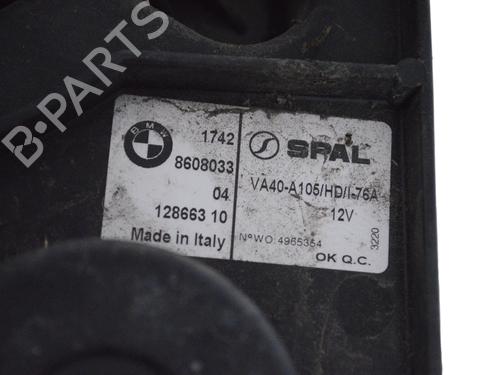 B-PARTS
BMW
1742
8608033
04
128663 10
Made in Italy
S SPAL
VA40-A105/HD/I-76A
12V
N°WO 4965354
3220
OK Q.C.